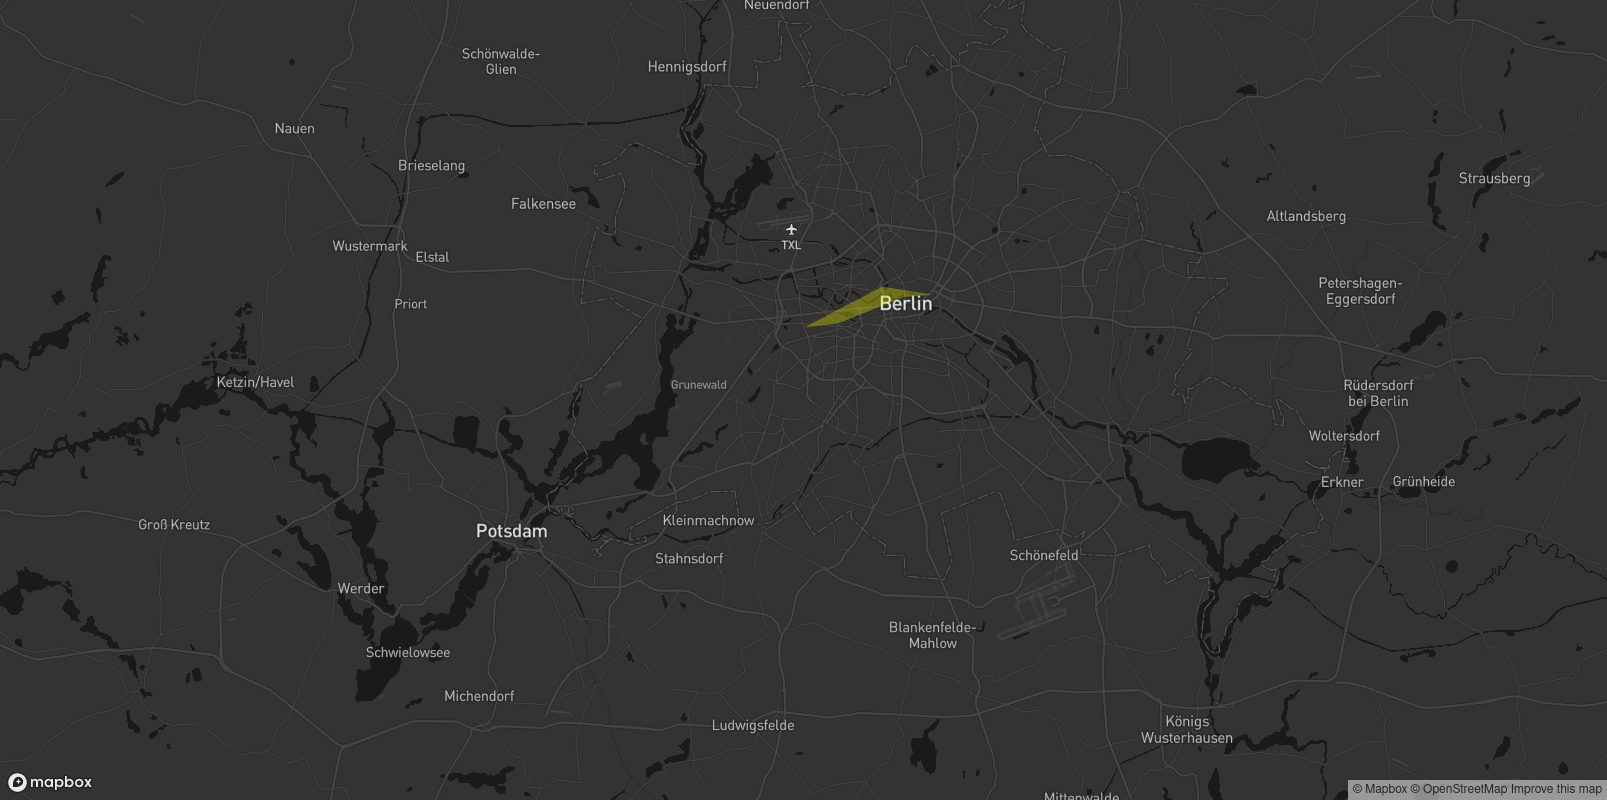 Neuendorf
Schönwalde-
Glien
Hennigsdorf
Nauen
Brieselang
Strausberg
Falkensee
Altlandsberg
TXL
Wustermark
Elstal
Petershagen-
Eggersdorf
Priort
Berlin
Ketzin/Havel
Grunewald
Rüdersdorf
bei Berlin
Woltersdorf
Erkner
Grünheide
Groß Kreutz
Potsdam
Kleinmachnow
Stahnsdorf
Schönefeld
Werder
Blankenfelde-
Mahlow
Schwielowsee
Michendorf
Ludwigsfelde
Königs
Wusterhausen
mapbox
© Mapbox © OpenStreetMap Improve this map
Mittenwalde